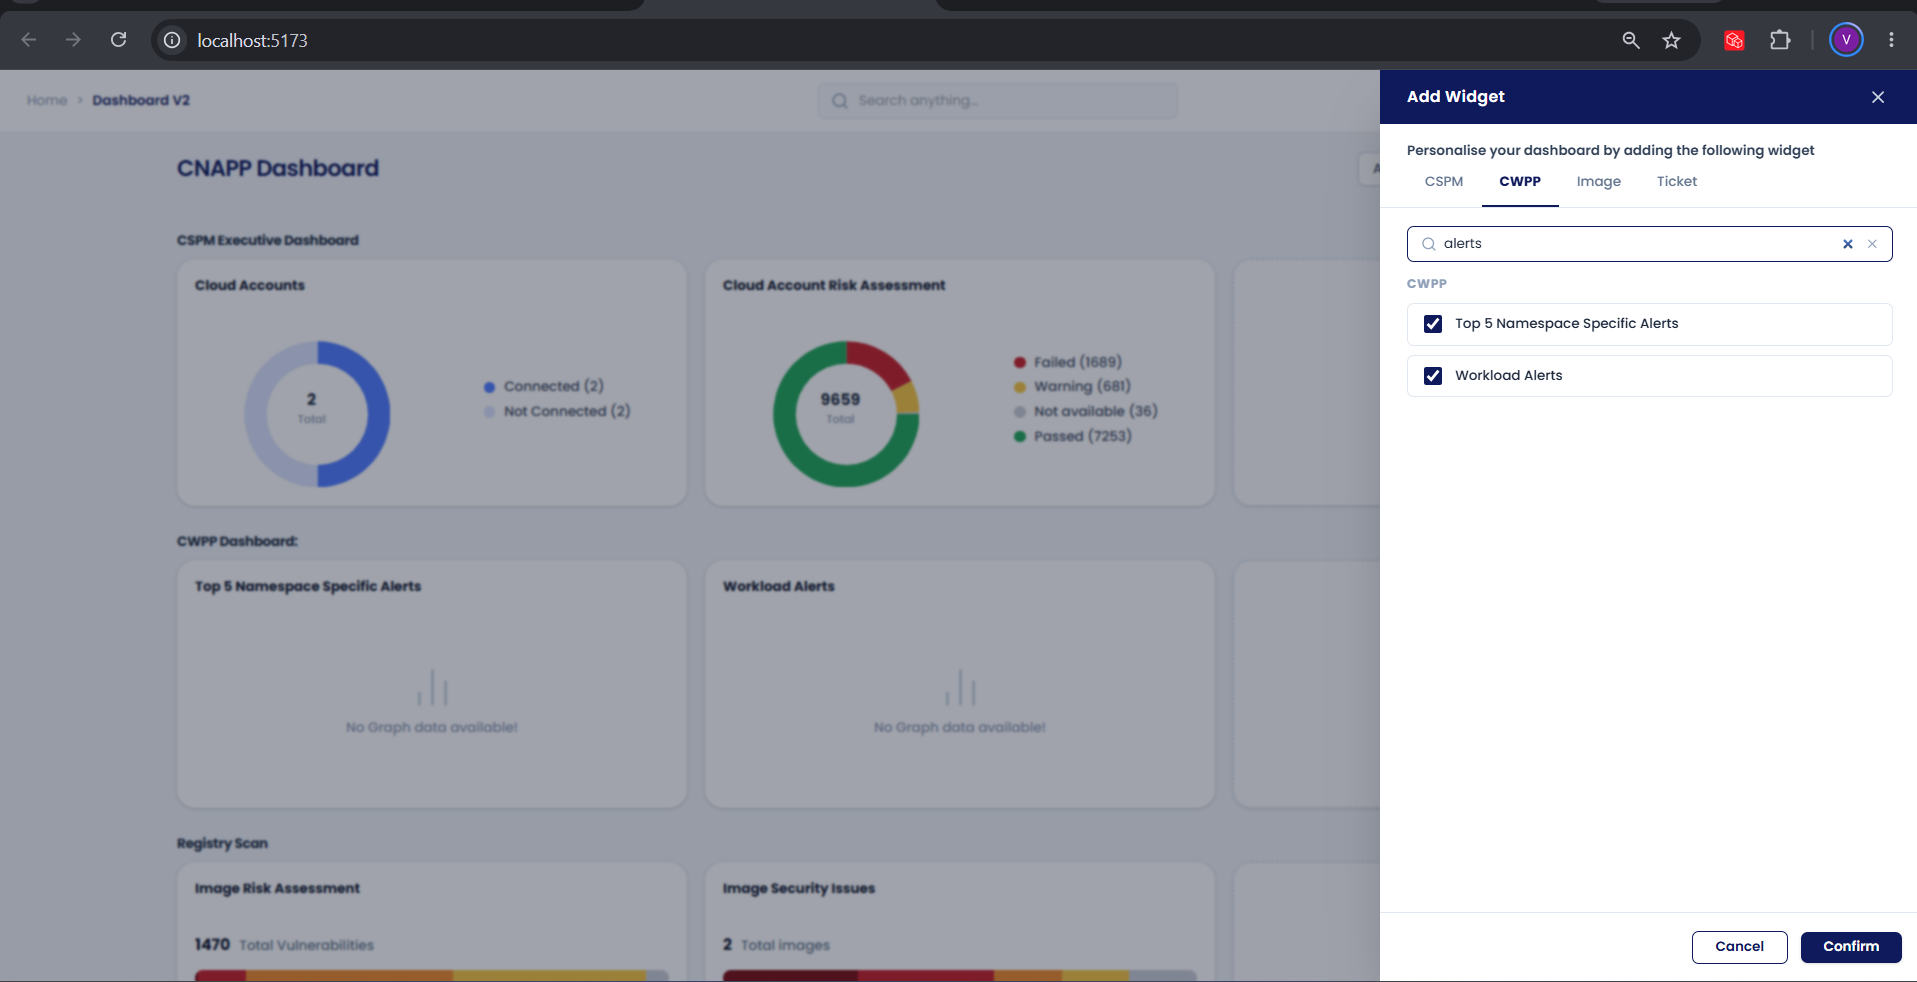 localhost:5173
V
Home > Dashboard V2
Search anything...
CNAPP Dashboard
CSPM Executive Dashboard
Cloud Accounts
2
Total
Connected (2)
Not Connected (2)
Cloud Account Risk Assessment
9659
Total
Failed (1689)
Warning (681)
Not available (36)
Passed (7253)
CWPP Dashboard:
Top 5 Namespace Specific Alerts
No Graph data available!
Workload Alerts
No Graph data available!
Registry Scan
Image Risk Assessment
1470 Total Vulnerabilities
Image Security Issues
2 Total images
Add Widget
Personalise your dashboard by adding the following widget
CSPM CWPP Image Ticket
alerts
CWPP
Top 5 Namespace Specific Alerts
Workload Alerts
Cancel Confirm